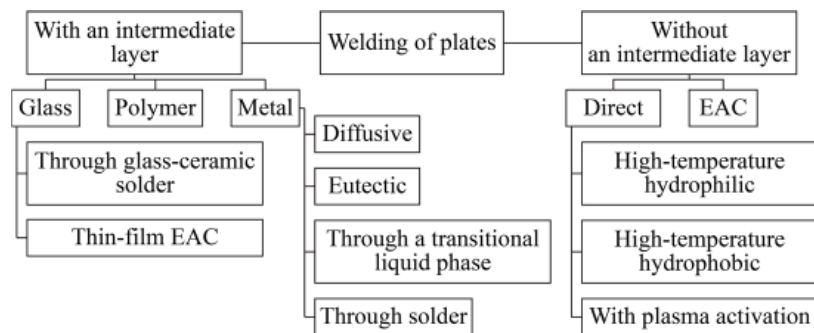 With an intermediate
layer
Welding of plates
Without
an intermediate layer
Glass
Polymer
Metal
Direct
EAC
Through glass-ceramic
solder
Thin-film EAC
Diffusive
Eutectic
Through a transitional
liquid phase
Through solder
High-temperature
hydrophilic
High-temperature
hydrophobic
With plasma activation